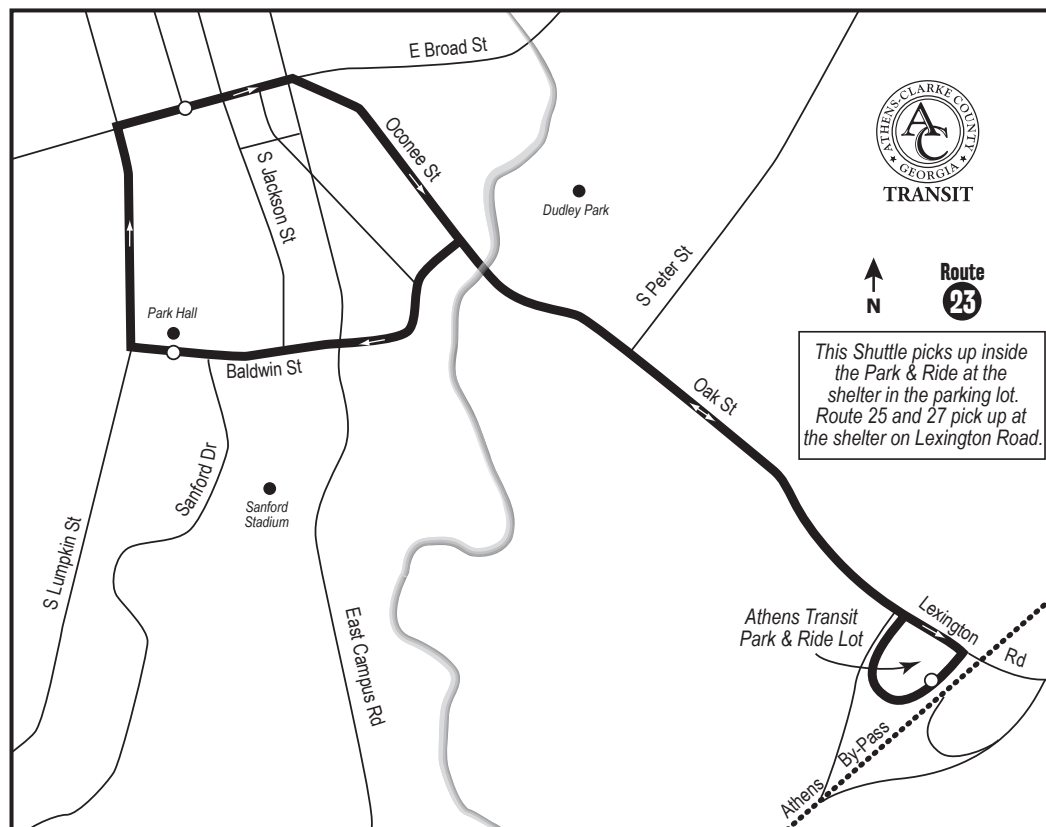 E Broad St
ATHENS-CLARKE COUNTY
AC
GEORGIA
TRANSIT
Oconee St
S Jackson St
Dudley Park
S Peter St
N
Route
23
Park Hall
Baldwin St
This Shuttle picks up inside
the Park & Ride at the
shelter in the parking lot.
Route 25 and 27 pick up at
the shelter on Lexington Road.
Oak St
Sanford Dr
Sanford
Stadium
S Lumpkin St
East Campus Rd
Athens Transit
Park & Ride Lot
Lexington
Rd
Athens
By-Pass